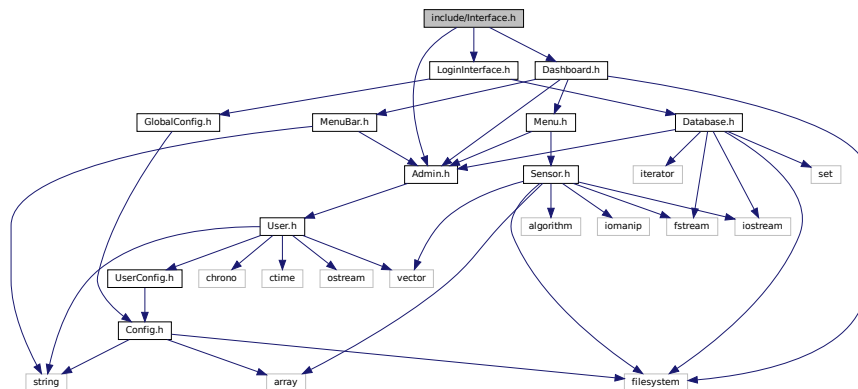 include/Interface.h
LoginInterface.h
Dashboard.h
GlobalConfig.h
MenuBar.h
Menu.h
Database.h
Admin.h
Sensor.h
iterator
set
User.h
algorithm
iomanip
fstream
iostream
UserConfig.h
chrono
ctime
ostream
vector
Config.h
string
array
filesystem